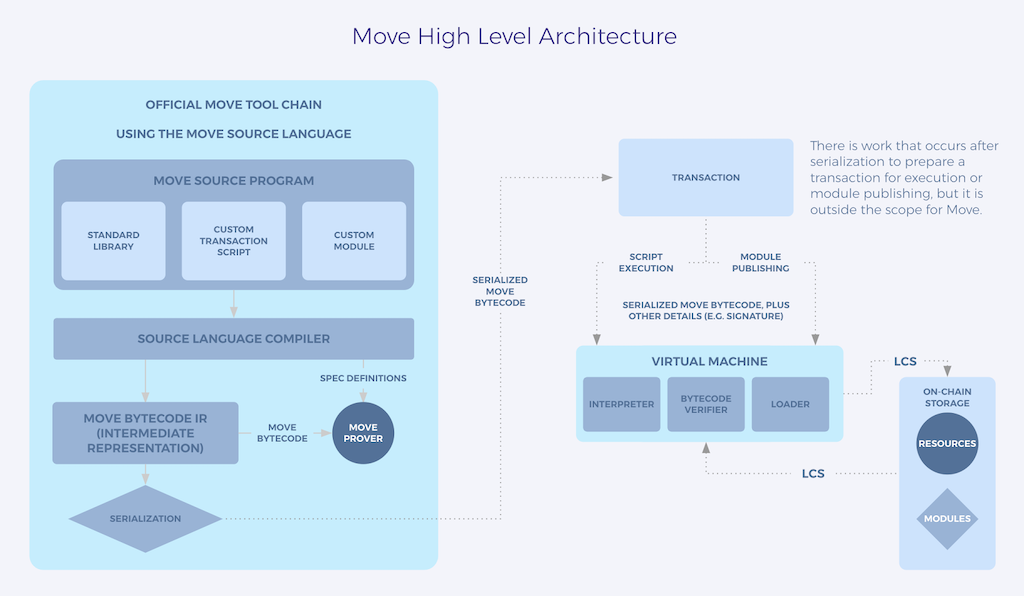 Move High Level Architecture
OFFICIAL MOVE TOOL CHAIN
USING THE MOVE SOURCE LANGUAGE
MOVE SOURCE PROGRAM
STANDARD
LIBRARY
CUSTOM
TRANSACTION
SCRIPT
CUSTOM
MODULE
SOURCE LANGUAGE COMPILER
SPEC DEFINITIONS
MOVE BYTECODE IR
(INTERMEDIATE
REPRESENTATION)
MOVE
BYTECODE
MOVE
PROVER
SERIALIZATION
SERIALIZED
MOVE
BYTECODE
TRANSACTION
There is work that occurs after
serialization to prepare a
transaction for execution or
module publishing, but it is
outside the scope for Move.
SCRIPT
EXECUTION
MODULE
PUBLISHING
SERIALIZED MOVE BYTECODE, PLUS
OTHER DETAILS (E.G. SIGNATURE)
VIRTUAL MACHINE
INTERPRETER
BYTECODE
VERIFIER
LOADER
LCS
LCS
ON-CHAIN
STORAGE
RESOURCES
MODULES